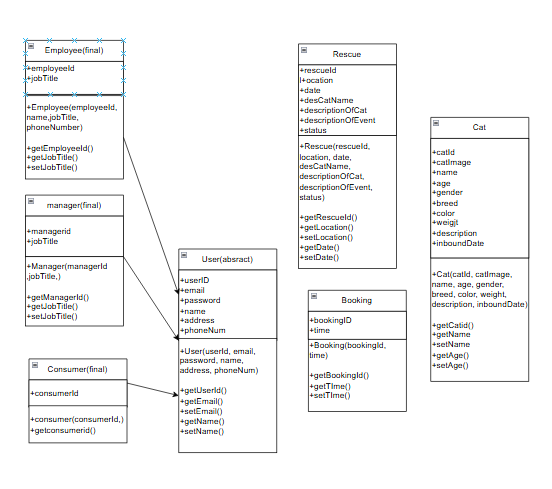 Employee(final)
+employeeId
+jobTitle
+Employee(employeeId,
name,jobTitle,
phoneNumber)
+getEmployeeId()
+getJobTitle()
+setJobTitle()
manager(final)
+managerid
+jobTitle
+Manager(managerId
,jobTitle,)
+getManagerId()
+getJobTitle()
+setJobTitle()
Consumer(final)
+consumerId
+consumer(consumerId,)
+getconsumerid()
User(absract)
+userID
+email
+password
+name
+address
+phoneNum
+User(userId, email,
password, name,
address, phoneNum)
+getUserId()
+getEmail()
+setEmail()
+getName()
+setName()
Rescue
+rescueId
l+ocation
+date
+desCatName
+descriptionOfCat
+descriptionOfEvent
+status
+Rescue(rescueId,
location, date,
desCatName,
descriptionOfCat,
descriptionOfEvent,
status)
+getRescueId()
+getLocation()
+setLocation()
+getDate()
+setDate()
Booking
+bookingID
+time
+Booking(bookingId,
time)
+getBookingId()
+getTIme()
+setTIme()
Cat
+catId
+catImage
+name
+age
+gender
+breed
+color
+weigjt
+description
+inboundDate
+Cat(catId, catImage,
name, age, gender,
breed, color, weight,
description, inboundDate)
+getCatid()
+getName
+setName
+getAge()
+setAge()